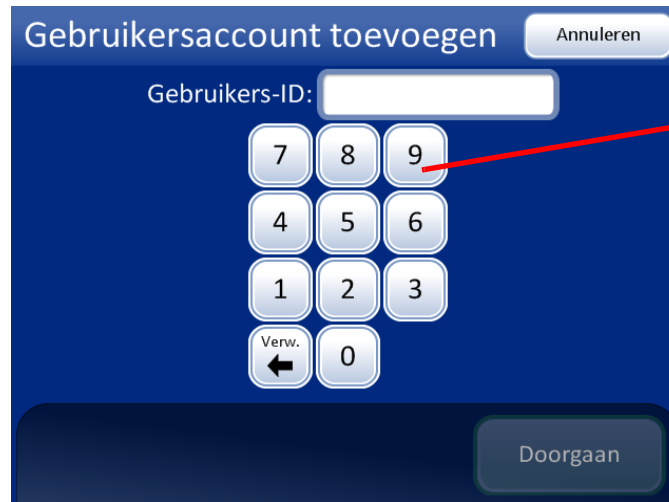 Gebruikersaccount toevoegen Annuleren
Gebruikers-ID:
7 8 9
4 5 6
1 2 3
Verw. 0
Doorgaan